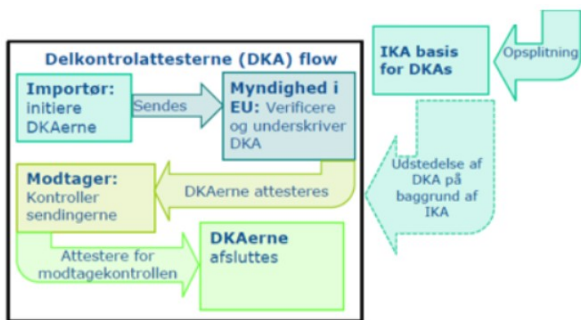 Delkontrolattesterne (DKA) flow
Importør:
initiere
DKAerne
Sendes
Myndighed i
EU: Verificere
og underskriver
DKA
Modtager:
Kontroller
sendingerne
DKAerne attesteres
Attestere for
modtagekontrollen
DKAerne
afsluttes
IKA basis
for DKAs
Opsplitning
Udstedelse af
DKA på
baggrund af
IKA